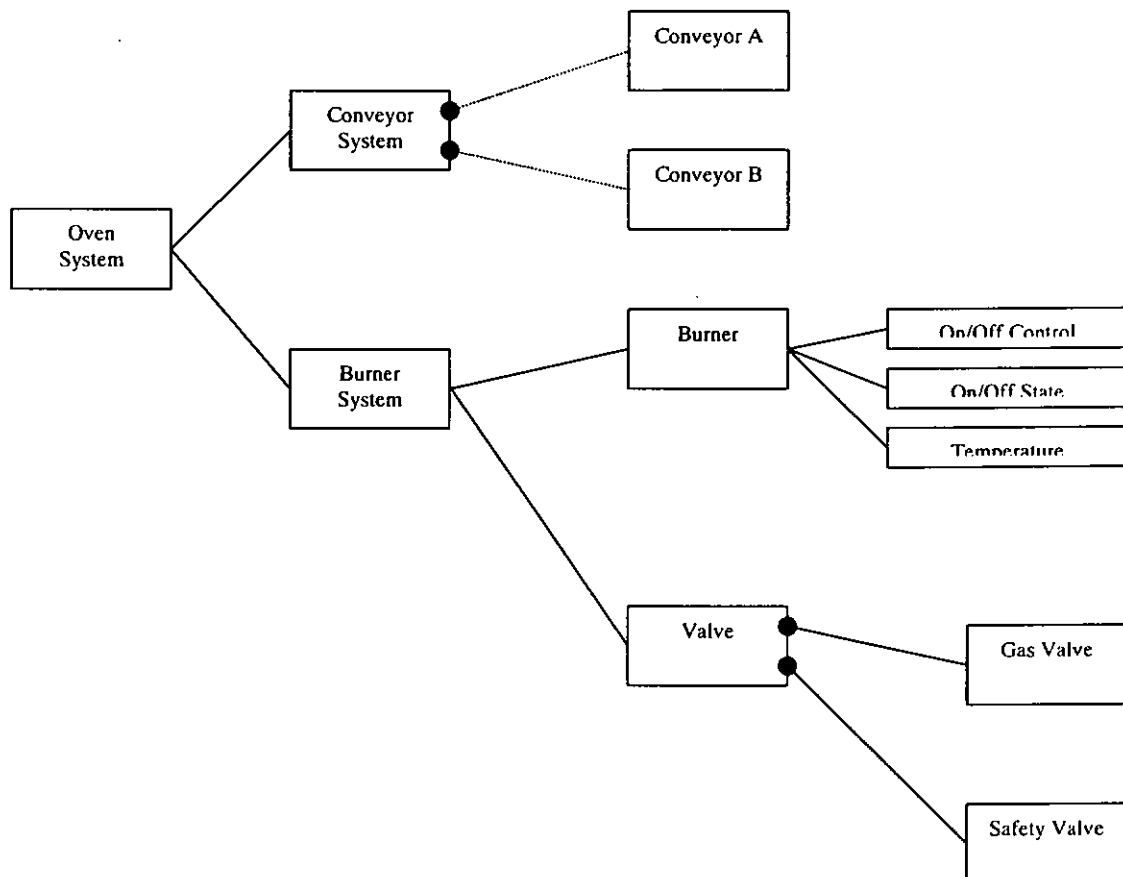 Conveyor A
Conveyor
System
Conveyor B
Oven
System
Burner
On/Off Control
Burner
System
On/Off State
Temperature
Valve
Gas Valve
Safety Valve